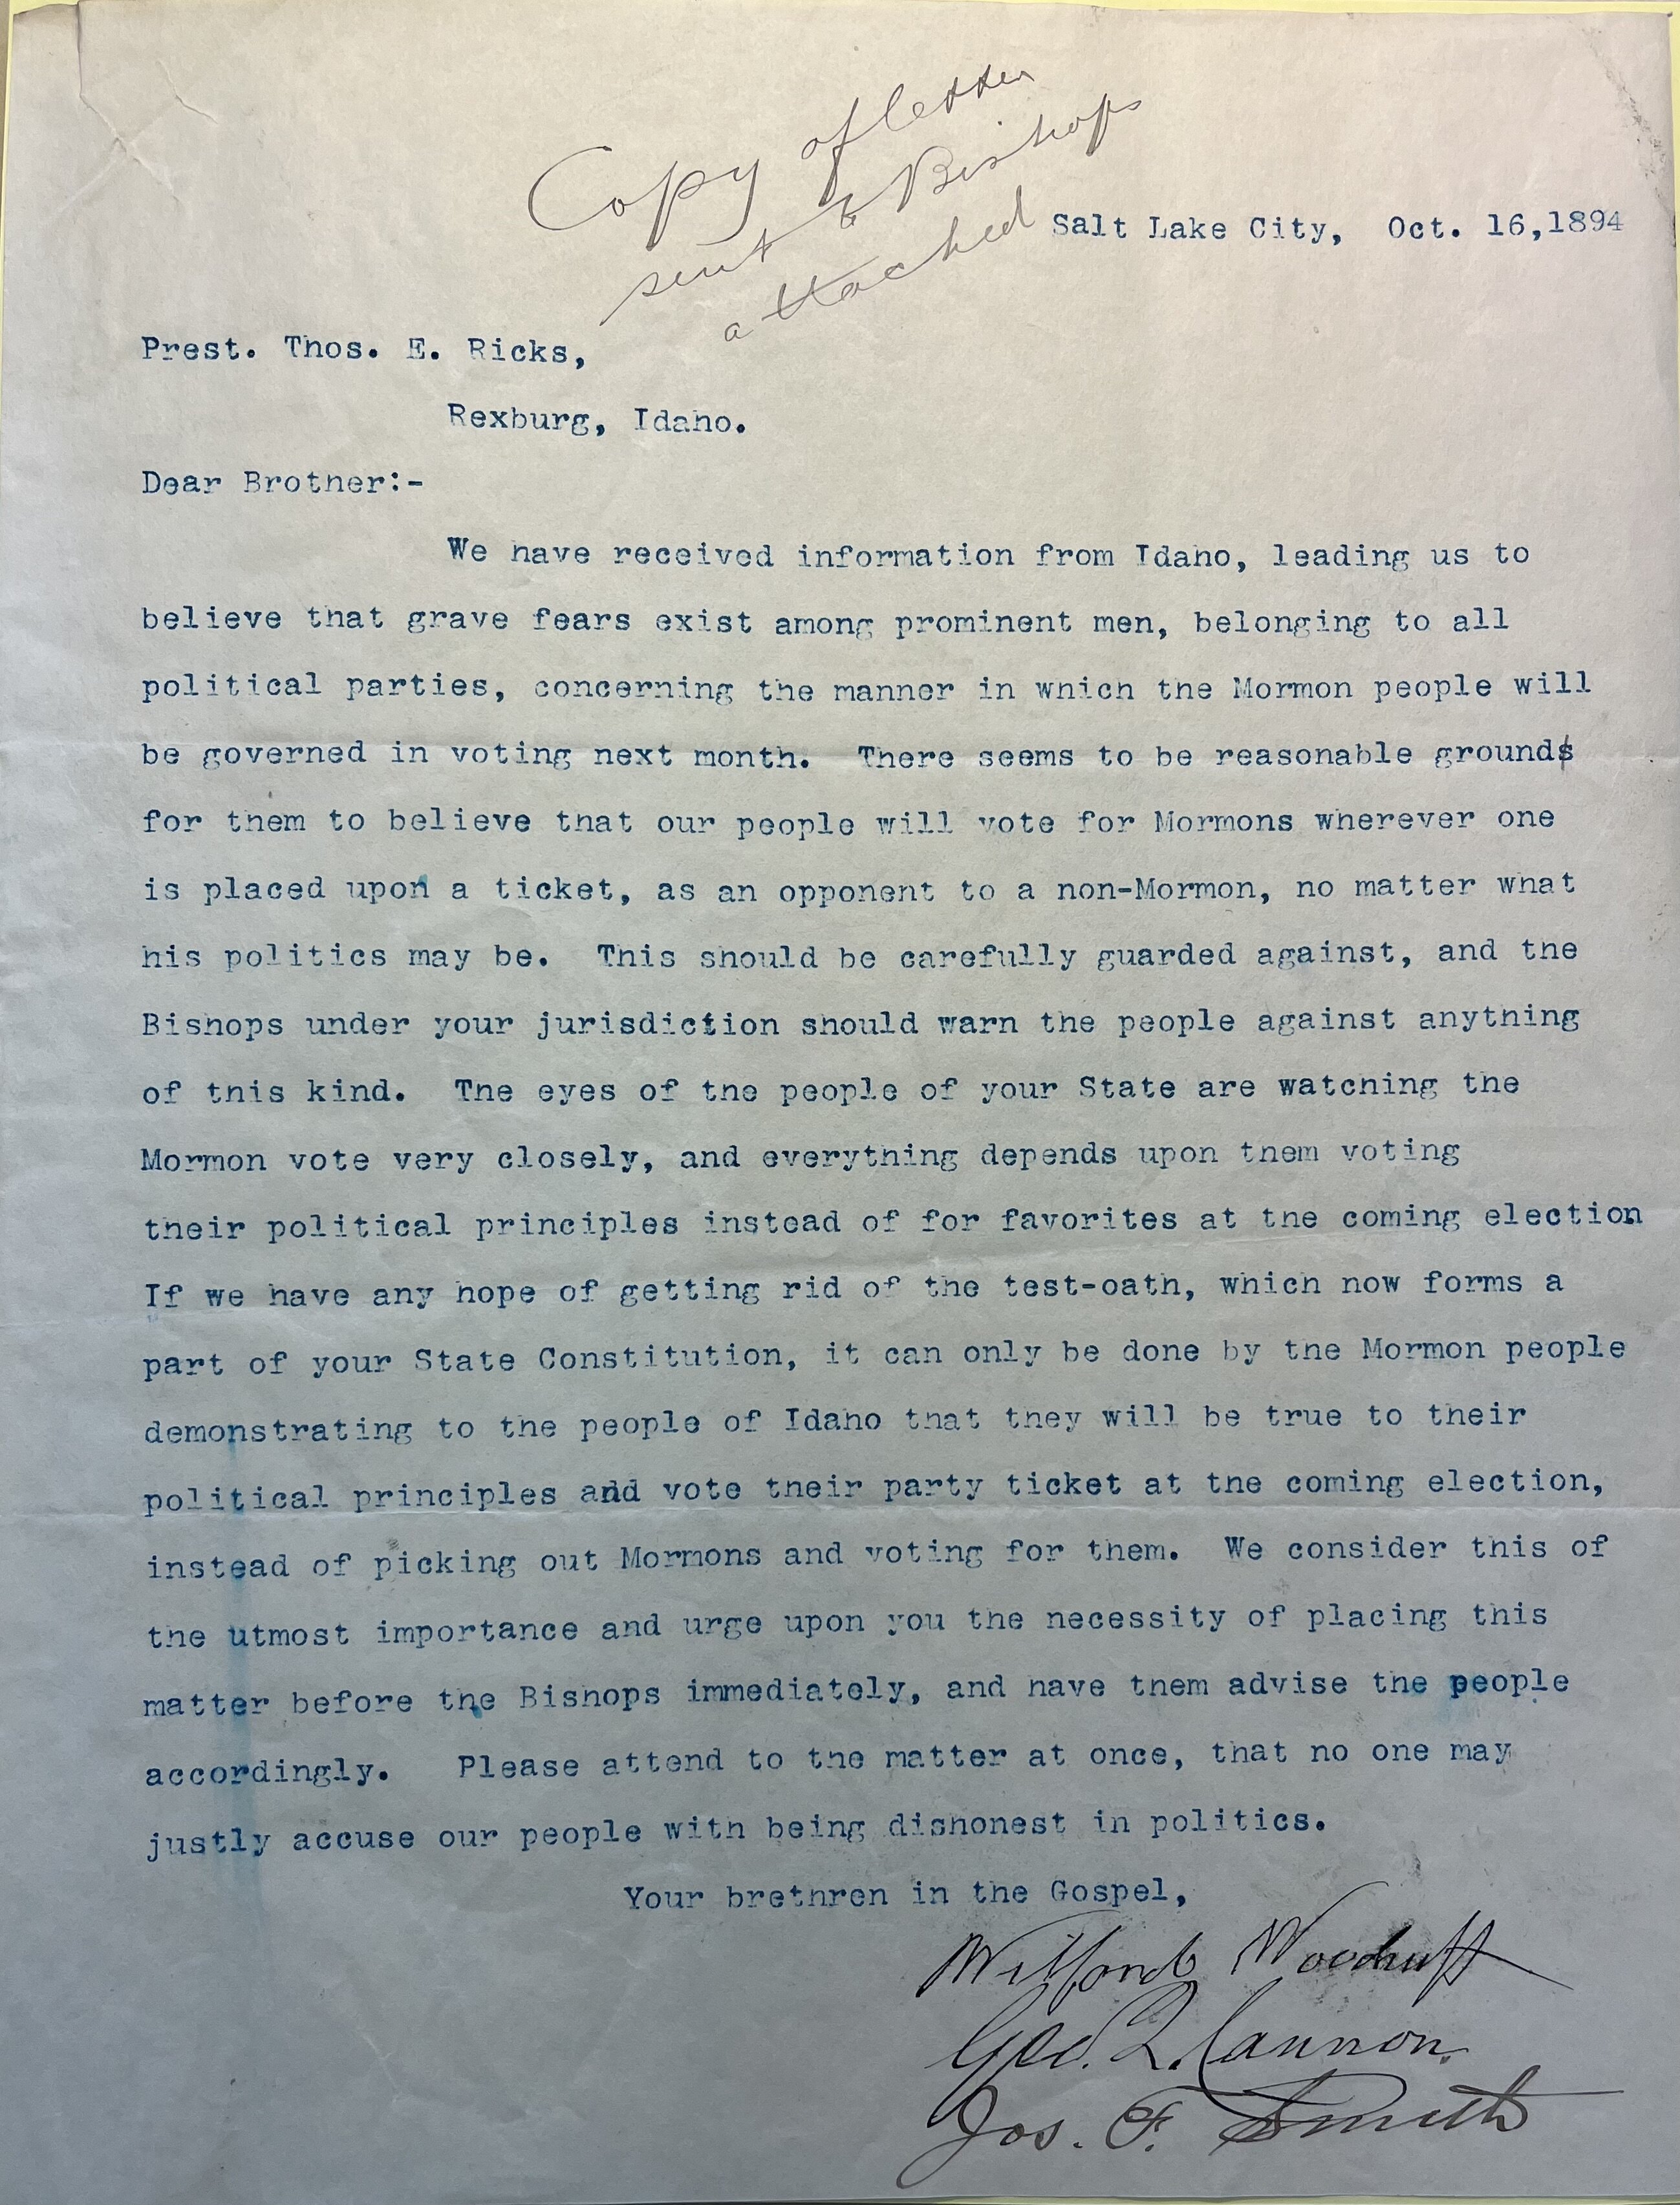 Copy of letter
sent to Bishops
attached
Salt Lake City, Oct. 16,1894
Prest. Thos. E. Ricks,
Rexburg, Idaho.
Dear Brother:-
We have received information from Idaho, leading us to
believe that grave fears exist among prominent men, belonging to all
political parties, concerning the manner in which the Mormon people will
be governed in voting next month. There seems to be reasonable grounds
for them to believe that our people will vote for Mormons wherever one
is placed upon a ticket, as an opponent to a non-Mormon, no matter what
his politics may be. This should be carefully guarded against, and the
Bishops under your jurisdiction should warn the people against anything
of this kind. The eyes of the people of your State are watching the
Mormon vote very closely, and everything depends upon them voting
their political principles instead of for favorites at the coming election
If we have any hope of getting rid of the test-oath, which now forms a
part of your State Constitution, it can only be done by the Mormon people
demonstrating to the people of Idaho that they will be true to their
political principles and vote their party ticket at the coming election,
instead of picking out Mormons and voting for them. We consider this of
the utmost importance and urge upon you the necessity of placing this
matter before the Bishops immediately, and have them advise the people
accordingly. Please attend to the matter at once, that no one may
justly accuse our people with being dishonest in politics.
Your brethren in the Gospel,
Wilford Woodruff
Geo. Q. Cannon.
Jos. F. Smith